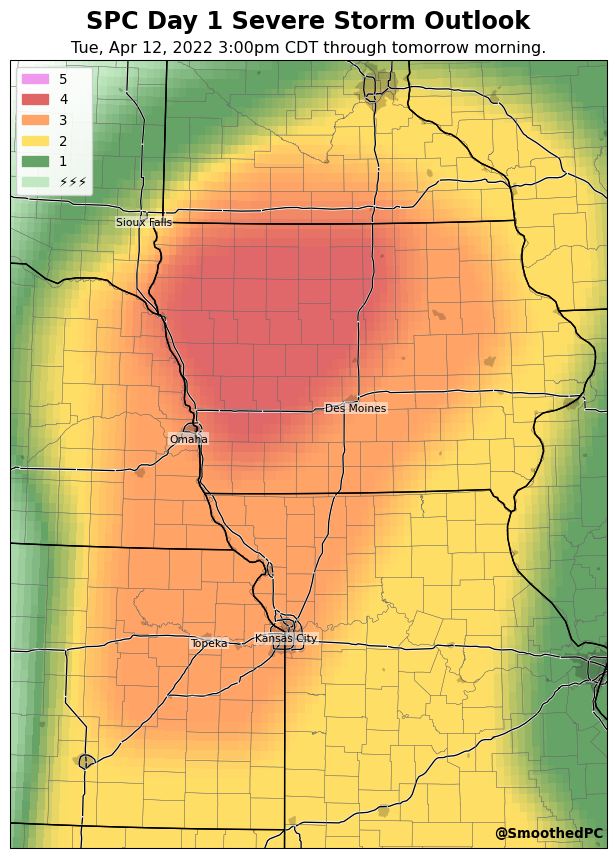 SPC Day 1 Severe Storm Outlook
Tue, Apr 12, 2022 3:00pm CDT through tomorrow morning.
5
4
3
2
1
⚡⚡⚡
Sioux Falls
Des Moines
Omaha
Kansas City
Topeka
@SmoothedPC